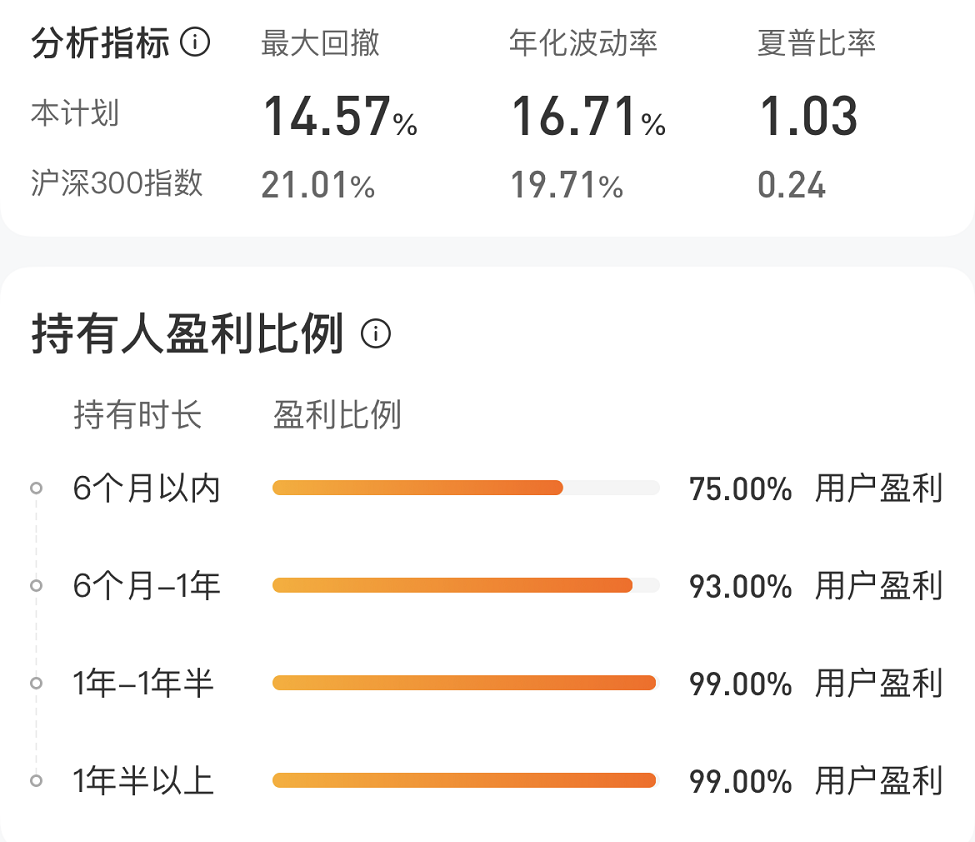 分析指标 最大回撤 年化波动率 夏普比率
本计划 14.57% 16.71% 1.03
沪深300指数 21.01% 19.71% 0.24
持有人盈利比例
持有时长 盈利比例
6个月以内 75.00% 用户盈利
6个月–1年 93.00% 用户盈利
1年–1年半 99.00% 用户盈利
1年半以上 99.00% 用户盈利